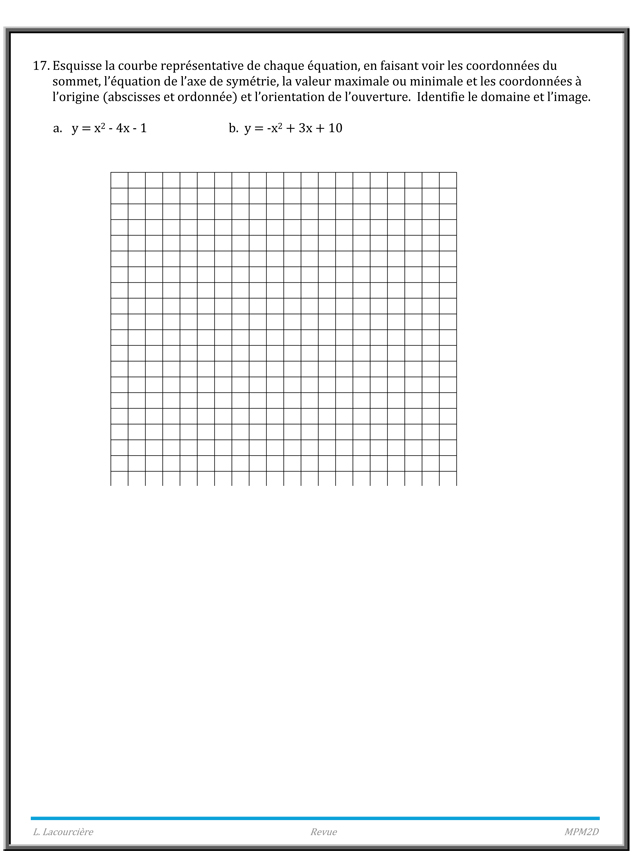 17. Esquisse la courbe représentative de chaque équation, en faisant voir les coordonnées du
sommet, l'équation de l'axe de symétrie, la valeur maximale ou minimale et les coordonnées à
l'origine (abscisses et ordonnée) et l'orientation de l'ouverture. Identifie le domaine et l'image.
a. y = x² - 4x - 1 b. y = -x² + 3x + 10
L. Lacourcière Revue MPM2D